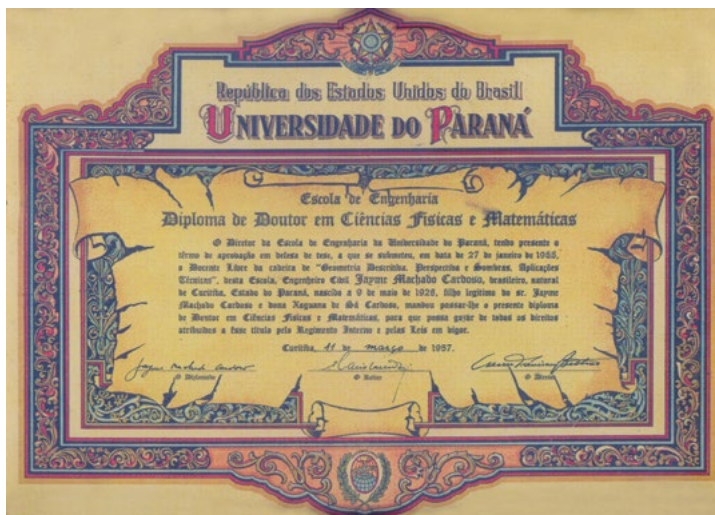 República dos Estados Unidos do Brasil
UNIVERSIDADE DO PARANÁ
Escola de Engenharia
Diploma de Doutor em Ciências Físicas e Matemáticas
O Diretor da Escola de Engenharia da Universidade do Paraná, tendo presente o
têrmo de aprovação em defesa de tese, a que se submeteu, em data de 27 de janeiro de 1955,
o Docente Livre da cadeira de "Geometria Descritiva. Perspectiva e Sombras. Aplicações
Técnicas", desta Escola, Engenheiro Civil Jayme Machado Cardoso, brasileiro, natural
de Curitiba, Estado do Paraná, nascido a 9 de maio de 1926, filho legítimo do sr. Jayme
Machado Cardoso e dona de Sá Cardoso, mandou passar-lhe o presente diploma
de Doutor em Ciências Físicas e Matemáticas, para que possa gozar de todos os direitos
atribuídos a êsse título pelo Regimento Interno e pelas Leis em vigor.
Curitiba, 11 de março de 1957.
Jayme Machado Cardoso
O Diplomado
O Reitor
O Diretor